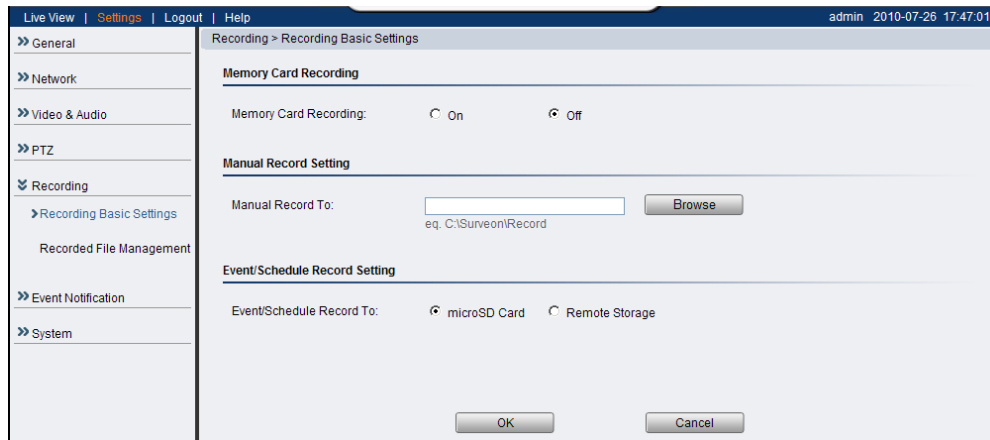 Live View | Settings | Logout | Help admin 2010-07-26 17:47:01
General
Network
Video & Audio
PTZ
Recording
Recording Basic Settings
Recorded File Management
Event Notification
System
Recording > Recording Basic Settings
Memory Card Recording
Memory Card Recording: On Off
Manual Record Setting
Manual Record To: Browse
eq. C:\Surveon\Record
Event/Schedule Record Setting
Event/Schedule Record To: microSD Card Remote Storage
OK Cancel